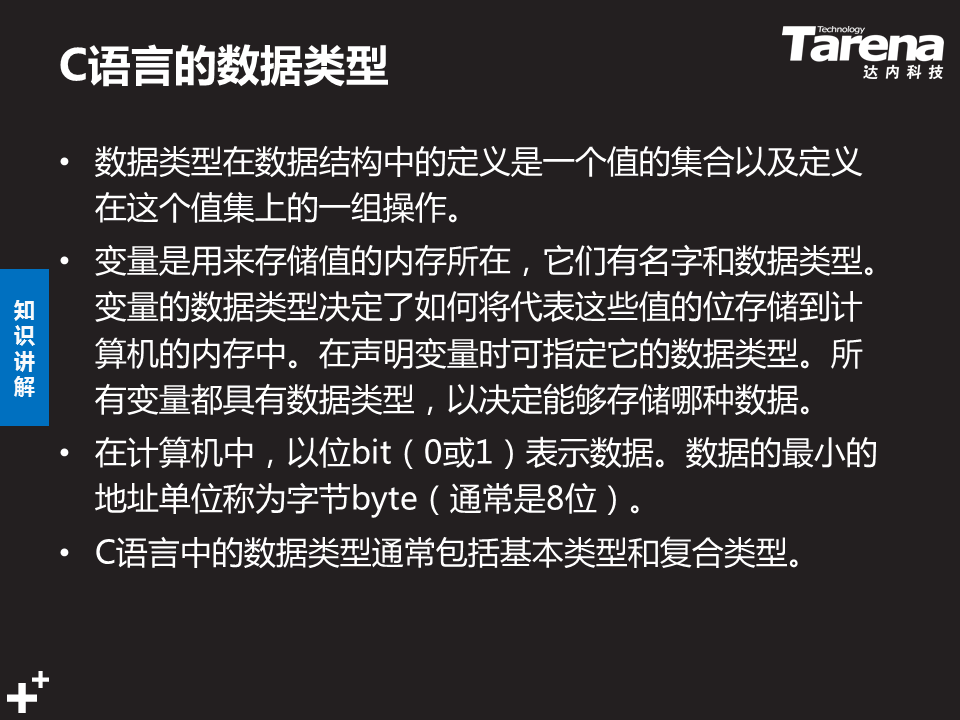 C语言的数据类型
Technology
Tarena
达内科技
• 数据类型在数据结构中的定义是一个值的集合以及定义
在这个值集上的一组操作。
• 变量是用来存储值的内存所在，它们有名字和数据类型。
变量的数据类型决定了如何将代表这些值的位存储到计
算机的内存中。在声明变量时可指定它的数据类型。所
有变量都具有数据类型，以决定能够存储哪种数据。
• 在计算机中，以位bit（0或1）表示数据。数据的最小的
地址单位称为字节byte（通常是8位）。
• C语言中的数据类型通常包括基本类型和复合类型。
知
识
讲
解